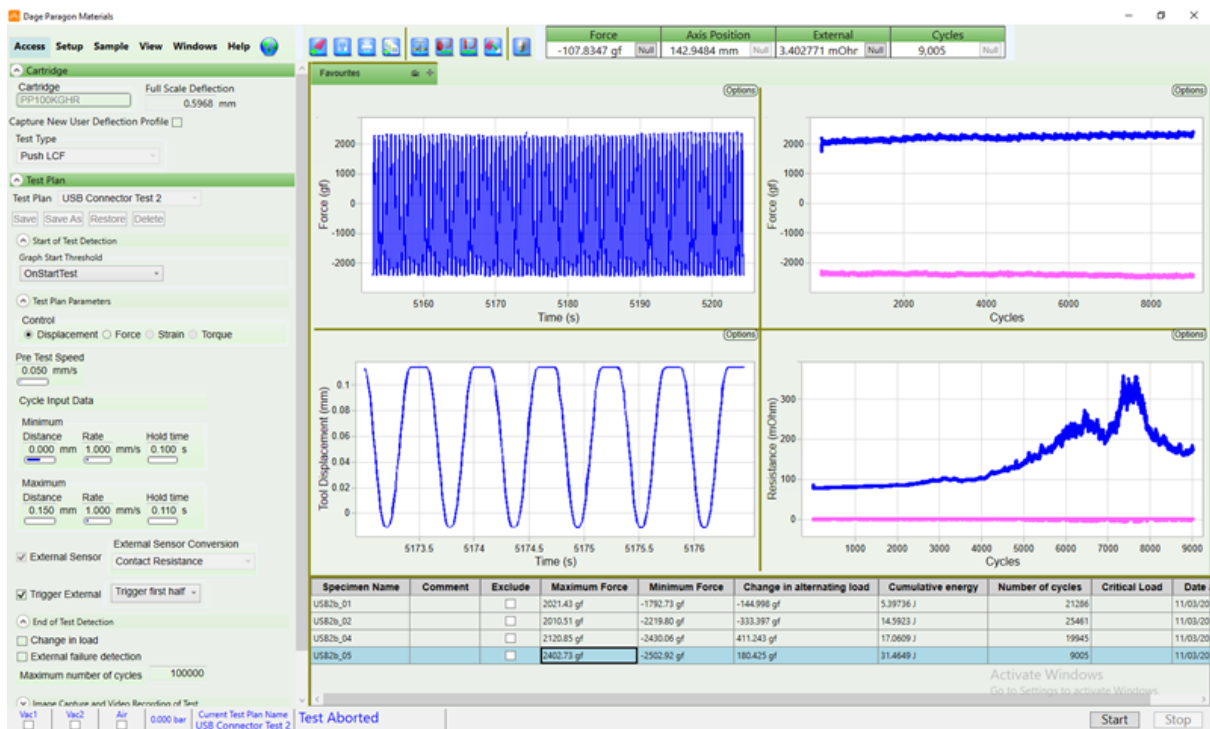 Dage Paragon Materials
Access Setup Sample View Windows Help
Force Axis Position External Cycles
-107.8347 gf Null 142.9484 mm Null 3.402771 mOhr Null 9,005 Null
Cartridge
Cartridge Full Scale Deflection
PP100KGHR 0.5968 mm
Capture New User Deflection Profile
Test Type
Push LCF
Test Plan
Test Plan USB Connector Test 2
Save Save As Restore Delete
Start of Test Detection
Graph Start Threshold
OnStartTest
Test Plan Parameters
Control
Displacement Force Strain Torque
Pre Test Speed
0.050 mm/s
Cycle Input Data
Minimum
Distance Rate Hold time
0.000 mm 1.000 mm/s 0.100 s
Maximum
Distance Rate Hold time
0.150 mm 1.000 mm/s 0.110 s
External Sensor Conversion
External Sensor Contact Resistance
Trigger External Trigger first half
End of Test Detection
Change in load
External failure detection
Maximum number of cycles 100000
Image Capture and Video Recording of Test
Favourites
Options
Force (gf)
2000
1000
0
-1000
-2000
5160 5170 5180 5190 5200
Time (s)
Options
Force (gf)
2000
1000
0
-1000
-2000
2000 4000 6000 8000
Cycles
Options
Tool Displacement (mm)
0.1
0.08
0.06
0.04
0.02
0
5173.5 5174 5174.5 5175 5175.5 5176
Time (s)
Options
Resistance (mOhm)
300
200
100
0
1000 2000 3000 4000 5000 6000 7000 8000 9000
Cycles
Specimen Name Comment Exclude Maximum Force Minimum Force Change in alternating load Cumulative energy Number of cycles Critical Load Date
USB2b_01 2021.43 gf -1792.73 gf -144.998 gf 5.39736 J 21286 11/03/20
USB2b_02 2010.51 gf -2219.80 gf -333.397 gf 14.5923 J 25461 11/03/20
USB2b_04 2120.85 gf -2430.06 gf 411.243 gf 17.0609 J 19945 11/03/20
USB2b_05 2402.73 gf -2502.92 gf 180.425 gf 31.4649 J 9005 11/03/20
Activate Windows
Go to Settings to activate Windows.
Vac1 Vac2 Air 0.000 bar Current Test Plan Name
USB Connector Test 2
Test Aborted
Start Stop